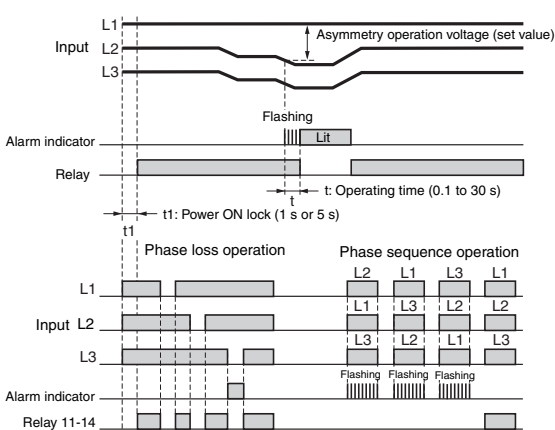 L1
Asymmetry operation voltage (set value)
Input
L2
L3
Flashing
Alarm indicator
Lit
Relay
t: Operating time (0.1 to 30 s)
t
t1: Power ON lock (1 s or 5 s)
t1
Phase loss operation
Phase sequence operation
L2 L1 L3 L1
L1
L1 L3 L2 L2
Input L2
L3 L2 L1 L3
L3
Flashing Flashing Flashing
Alarm indicator
Relay 11-14